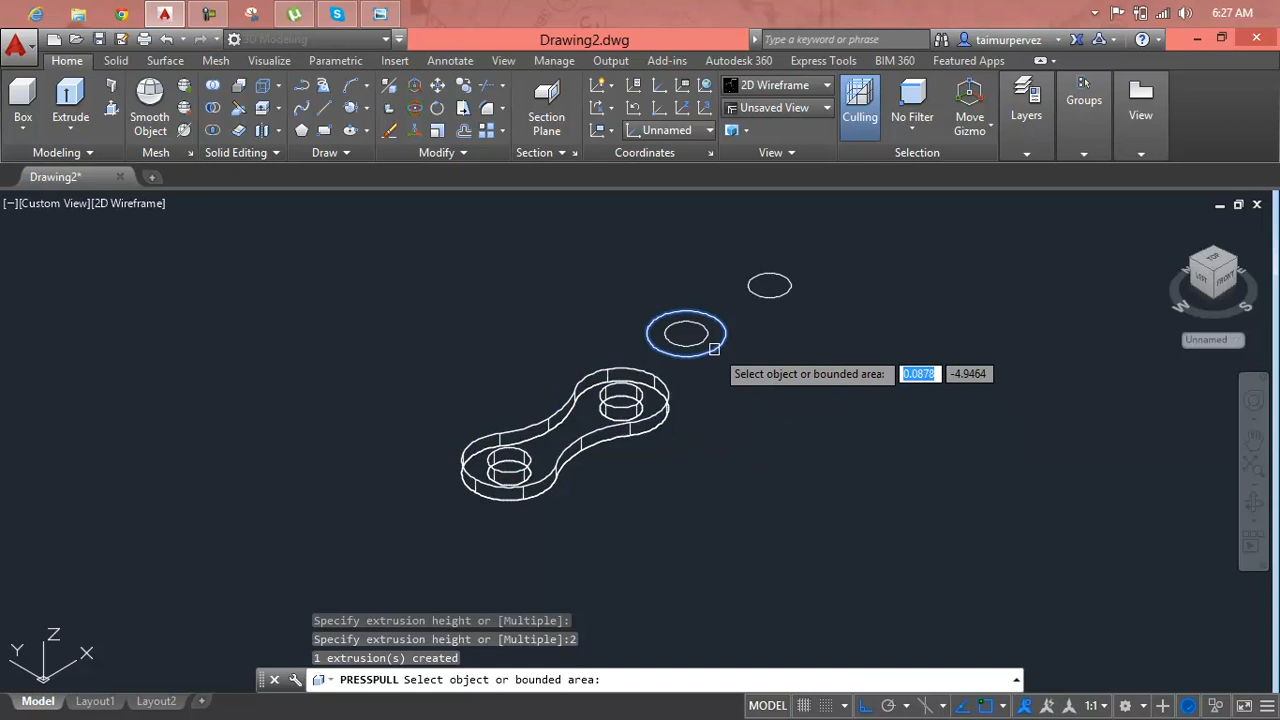 6:27 AM
3D Modeling
Drawing2.dwg
Type a keyword or phrase
taimurpervez
Home Solid Surface Mesh Visualize Parametric Insert Annotate View Manage Output Add-ins Autodesk 360 Express Tools BIM 360 Featured Apps
2D Wireframe
Unsaved View
Unnamed
Box
Extrude
Smooth
Object
Section
Plane
Culling
No Filter
Move
Gizmo
Layers
Groups
View
Modeling
Mesh
Solid Editing
Draw
Modify
Section
Coordinates
View
Selection
Drawing2*
[−][Custom View][2D Wireframe]
TOP
LEFT
FRONT
W
S
E
Unnamed
Select object or bounded area: 0.0878 -4.9464
Z
Y
X
Specify extrusion height or [Multiple]:
Specify extrusion height or [Multiple]:2
1 extrusion(s) created
PRESSPULL Select object or bounded area:
Model Layout1 Layout2 +
MODEL
1:1